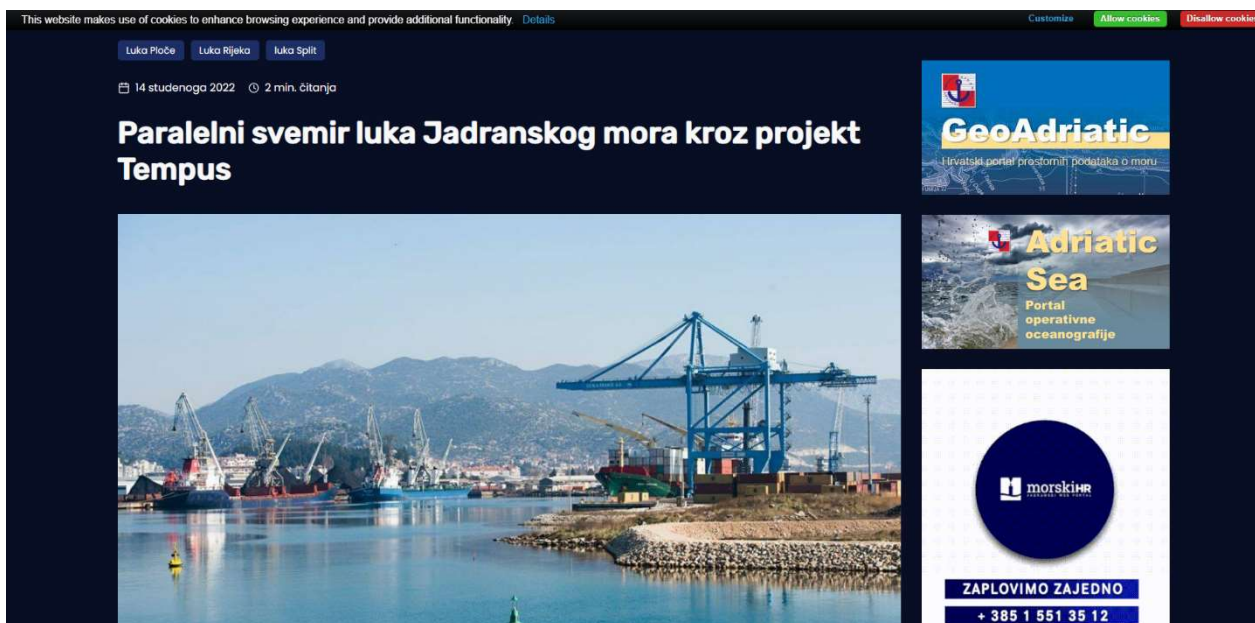 This website makes use of cookies to enhance browsing experience and provide additional functionality. Details
Customize
Allow cookies
Disallow cookies
Luka Ploče
Luka Rijeka
luka Split
14 studenoga 2022
2 min. čitanja
Paralelni svemir luka Jadranskog mora kroz projekt
Tempus
GeoAdriatic
Hrvatski portal prostornih podataka o moru
Adriatic
Sea
Portal
operativne
oceanografije
morskiHR
ZAPLOVIMO ZAJEDNO
+ 385 1 551 35 12